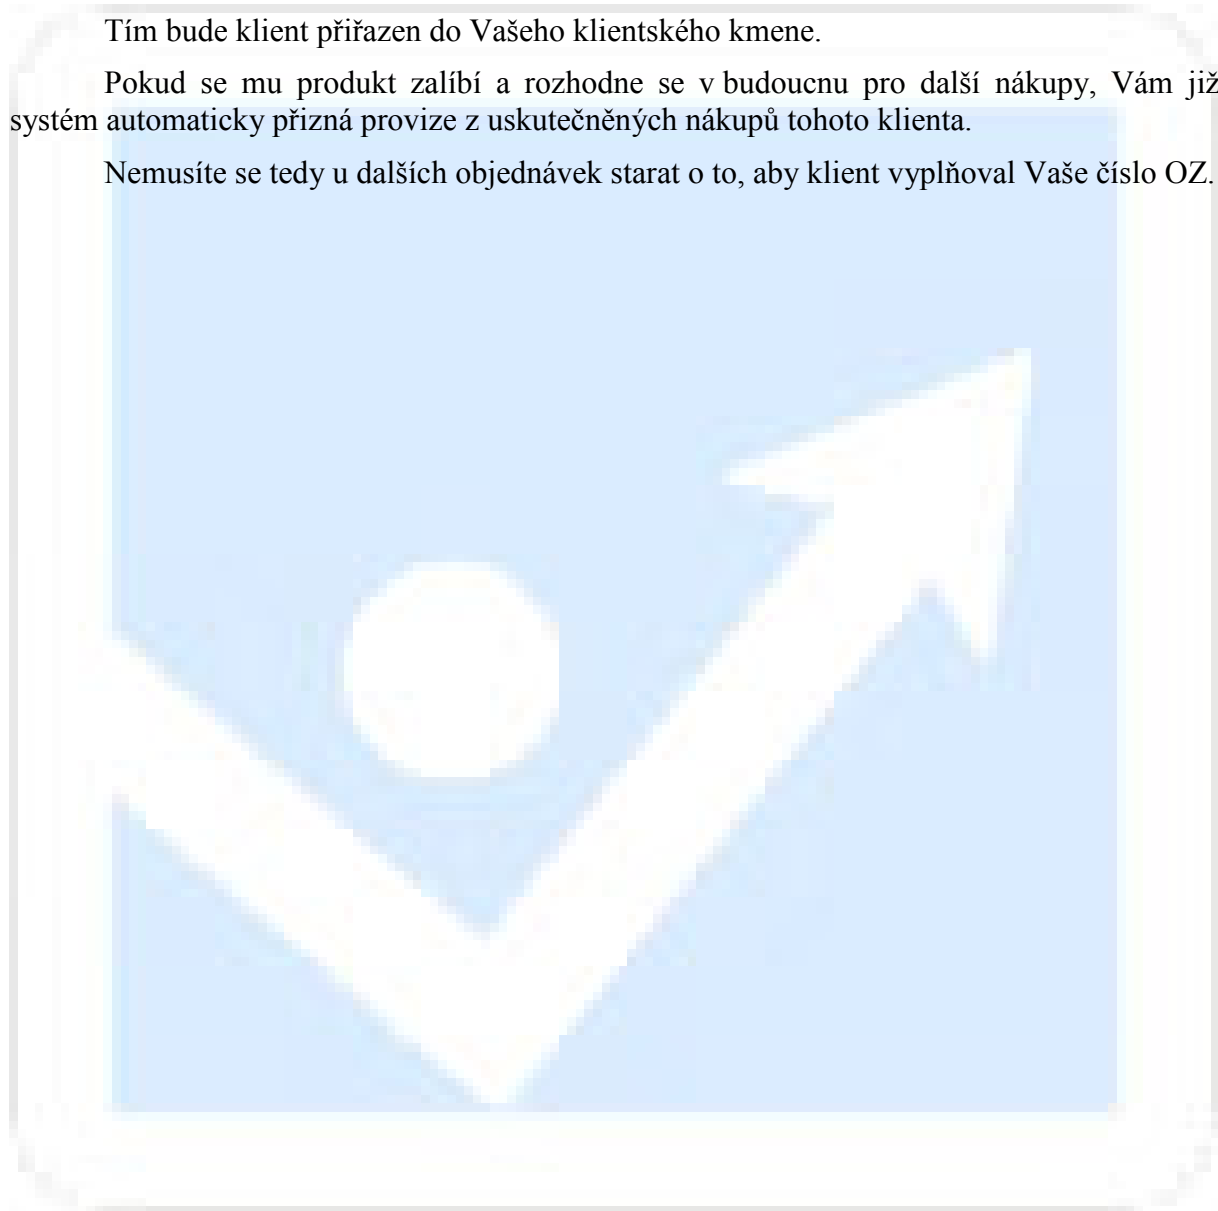 Tím bude klient přiřazen do Vašeho klientského kmene.
Pokud se mu produkt zalíbí a rozhodne se v budoucnu pro další nákupy, Vám již
systém automaticky přizná provize z uskutečněných nákupů tohoto klienta.
Nemusíte se tedy u dalších objednávek starat o to, aby klient vyplňoval Vaše číslo OZ.